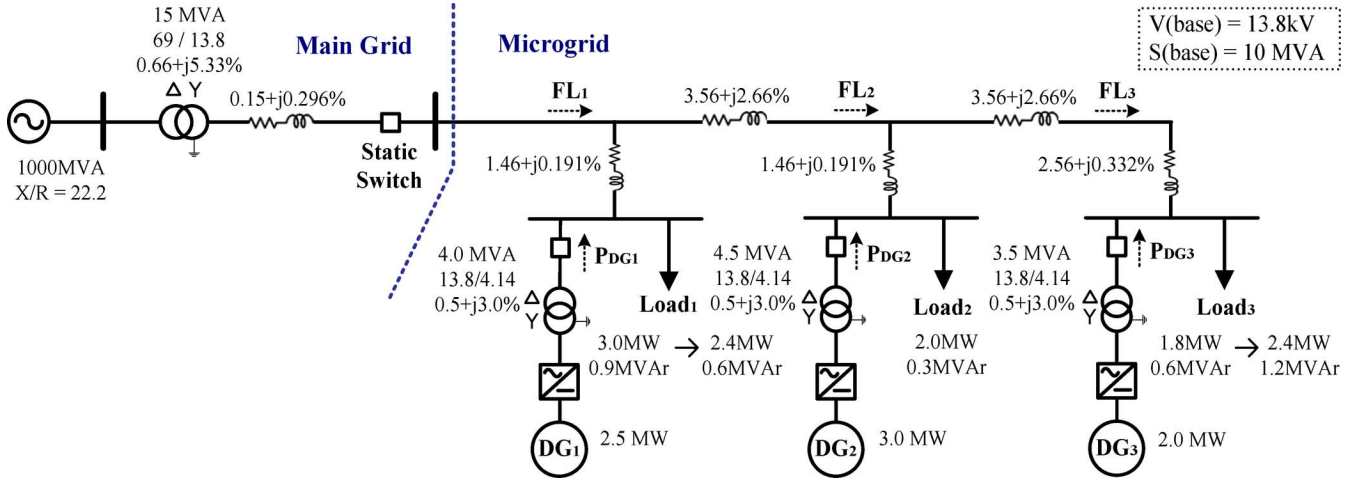 15 MVA
69 / 13.8
0.66+j5.33%
Δ Y
0.15+j0.296%
1000MVA
X/R = 22.2
Main Grid
Static
Switch
Microgrid
V(base) = 13.8kV
S(base) = 10 MVA
FL1
3.56+j2.66%
FL2
3.56+j2.66%
FL3
1.46+j0.191%
1.46+j0.191%
2.56+j0.332%
4.0 MVA
13.8/4.14
0.5+j3.0%
Δ
Y
PDG1
Load1
3.0MW → 2.4MW
0.9MVAr 0.6MVAr
DG1
2.5 MW
4.5 MVA
13.8/4.14
0.5+j3.0%
Δ
Y
PDG2
Load2
2.0MW
0.3MVAr
DG2
3.0 MW
3.5 MVA
13.8/4.14
0.5+j3.0%
Δ
Y
PDG3
Load3
1.8MW → 2.4MW
0.6MVAr 1.2MVAr
DG3
2.0 MW